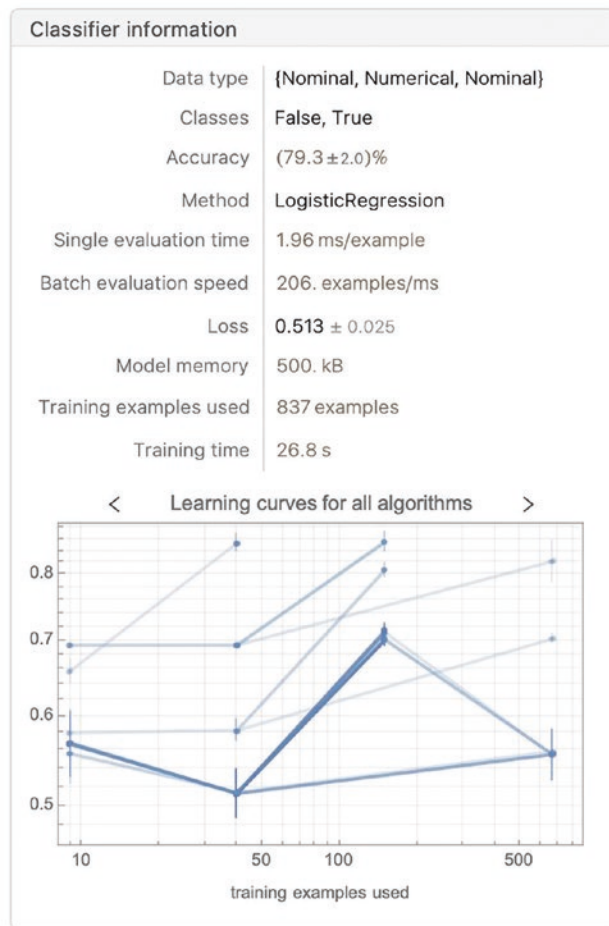 Classifier information
Data type {Nominal, Numerical, Nominal}
Classes False, True
Accuracy (79.3 ± 2.0)%
Method LogisticRegression
Single evaluation time 1.96 ms/example
Batch evaluation speed 206. examples/ms
Loss 0.513 ± 0.025
Model memory 500. kB
Training examples used 837 examples
Training time 26.8 s
< Learning curves for all algorithms >
0.8
0.7
0.6
0.5
10 50 100 500
training examples used